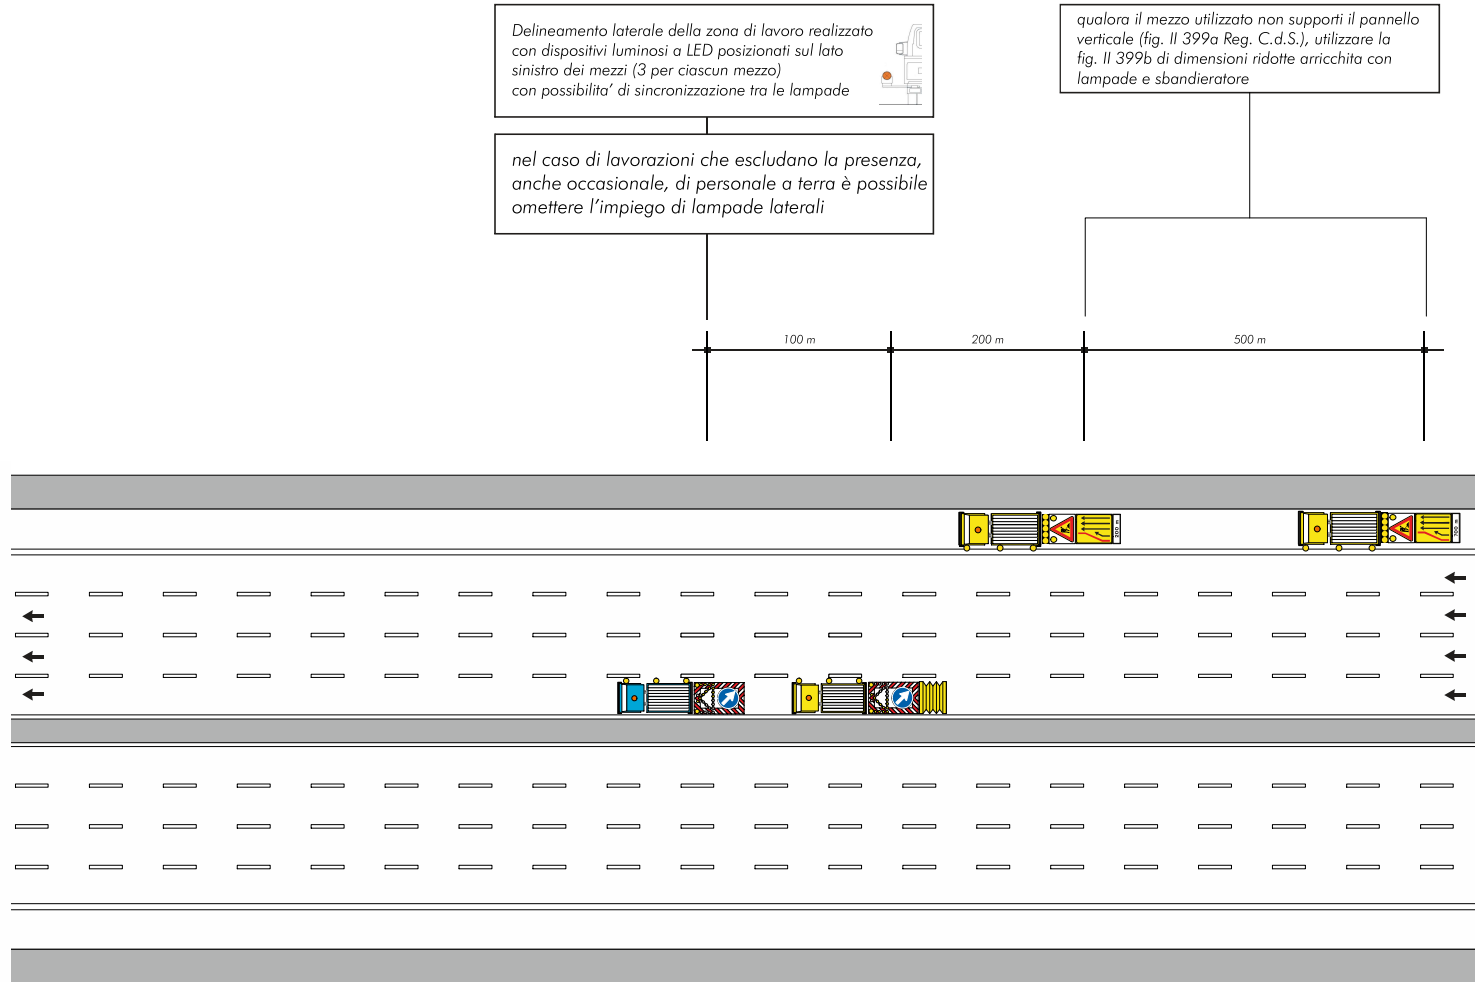 Delineamento laterale della zona di lavoro realizzato
con dispositivi luminosi a LED posizionati sul lato
sinistro dei mezzi (3 per ciascun mezzo)
con possibilita' di sincronizzazione tra le lampade
nel caso di lavorazioni che escludano la presenza,
anche occasionale, di personale a terra è possibile
omettere l'impiego di lampade laterali
qualora il mezzo utilizzato non supporti il pannello
verticale (fig. II 399a Reg. C.d.S.), utilizzare la
fig. II 399b di dimensioni ridotte arricchita con
lampade e sbandieratore
100 m
200 m
500 m
200 m
700 m